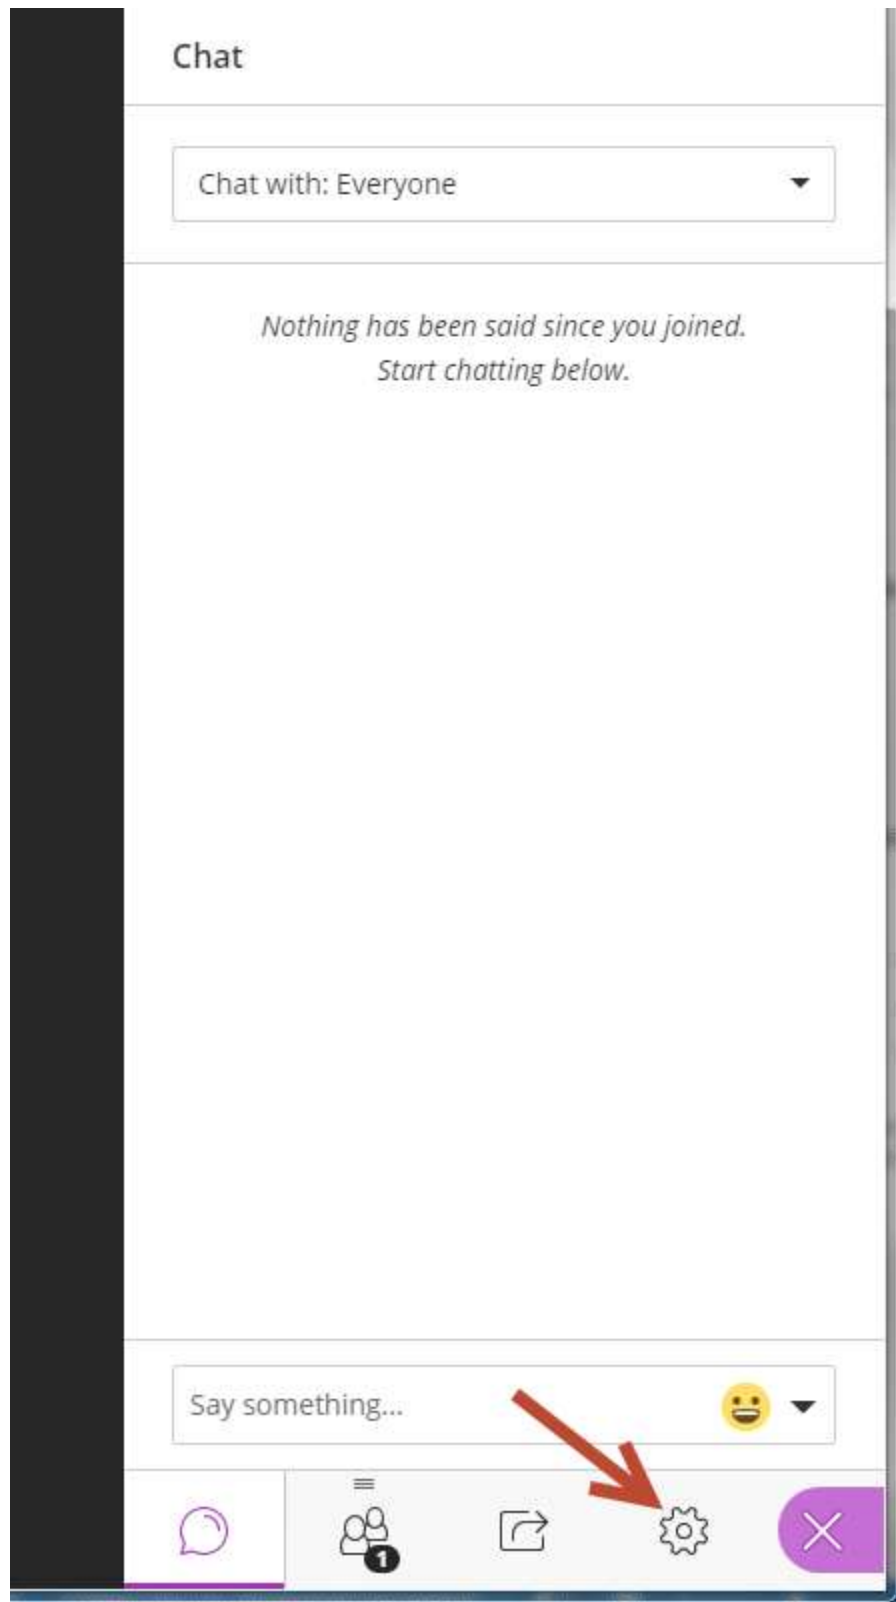 Chat
Chat with: Everyone
Nothing has been said since you joined.
Start chatting below.
Say something...
1